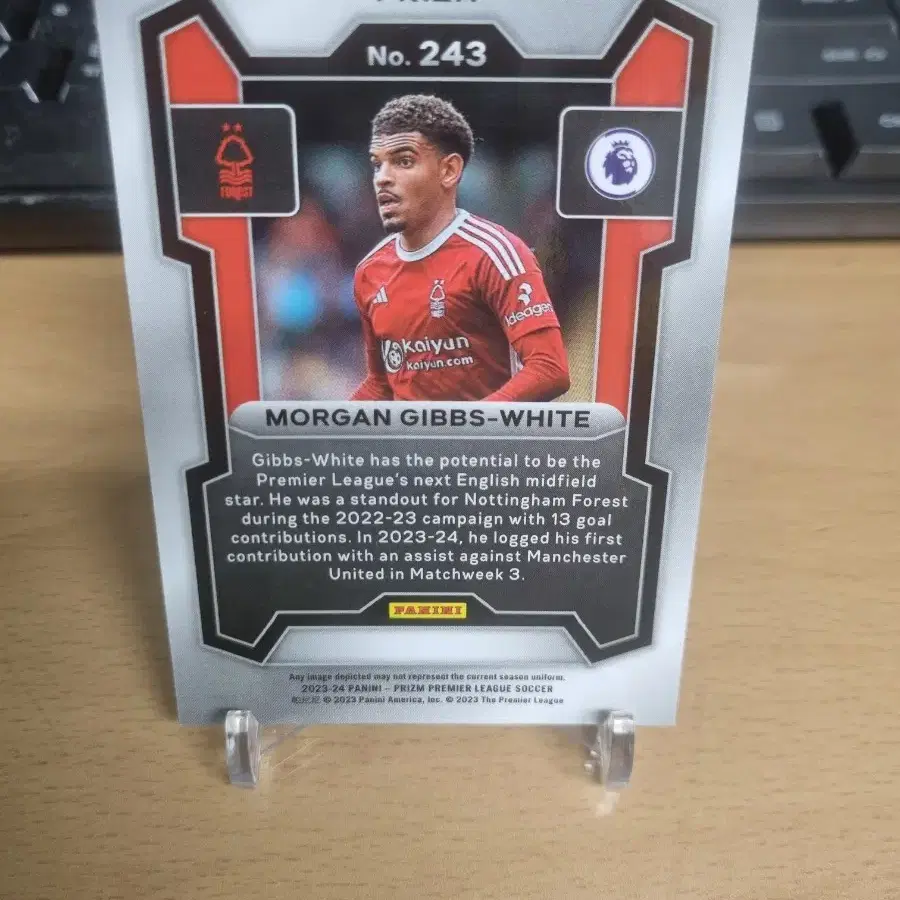 PRIZM
No. 243
FOREST
Ideagen
Kaiyun
Kaiyun.com
MORGAN GIBBS-WHITE
Gibbs-White has the potential to be the
Premier League's next English midfield
star. He was a standout for Nottingham Forest
during the 2022-23 campaign with 13 goal
contributions. In 2023-24, he logged his first
contribution with an assist against Manchester
United in Matchweek 3.
PANINI
Any image depicted may not represent the current season uniform.
2023-24 PANINI - PRIZM PREMIER LEAGUE SOCCER
© 2023 Panini America, Inc. © 2023 The Premier League